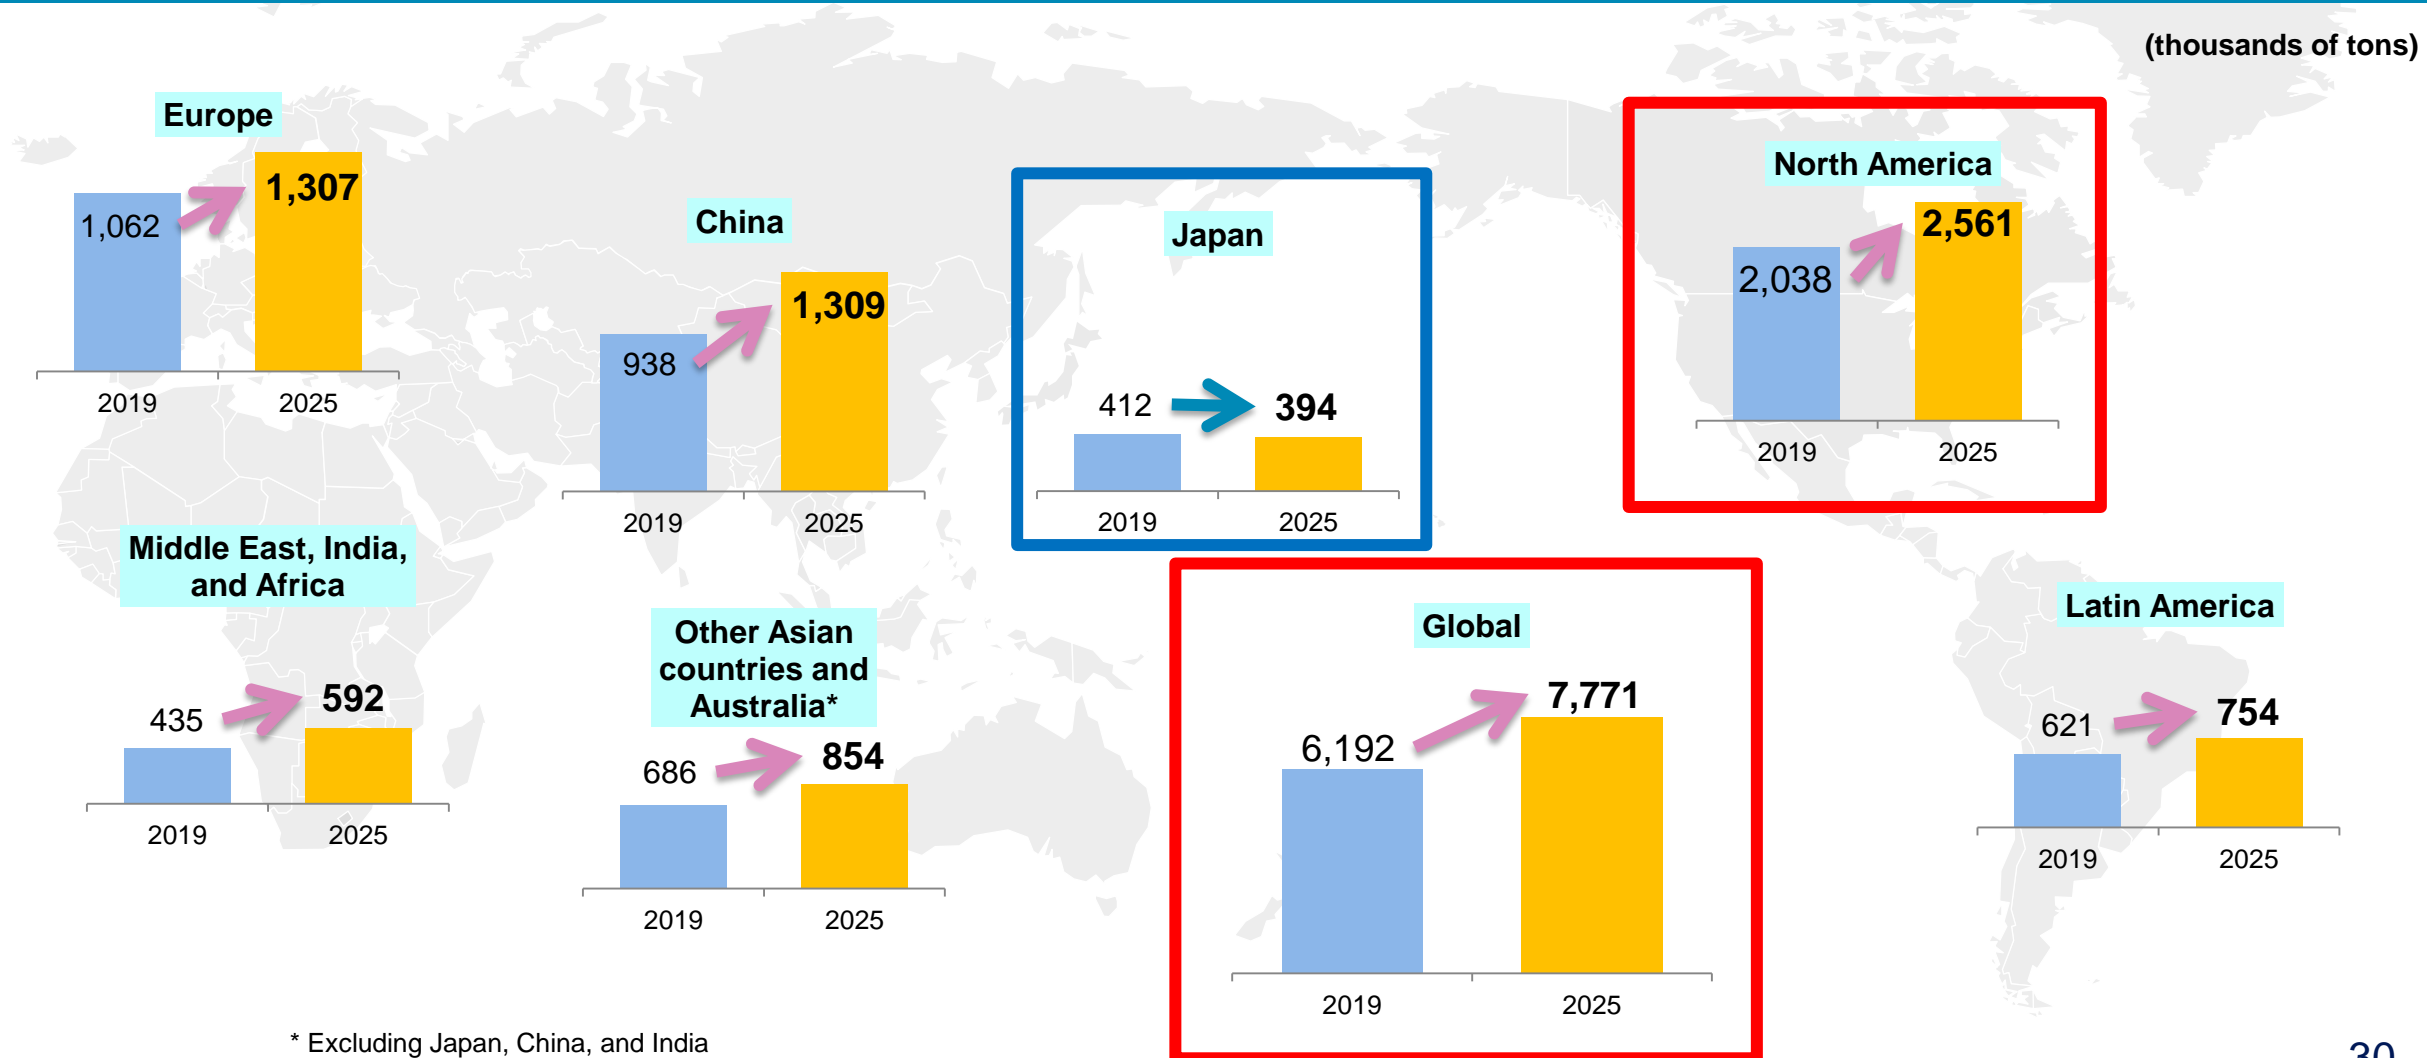 (thousands of tons)
Europe
1,062
1,307
2019
2025
China
938
1,309
2019
2025
Japan
412
394
2019
2025
North America
2,038
2,561
2019
2025
Middle East, India,
and Africa
435
592
2019
2025
Other Asian
countries and
Australia*
686
854
2019
2025
Global
6,192
7,771
2019
2025
Latin America
621
754
2019
2025
* Excluding Japan, China, and India
30